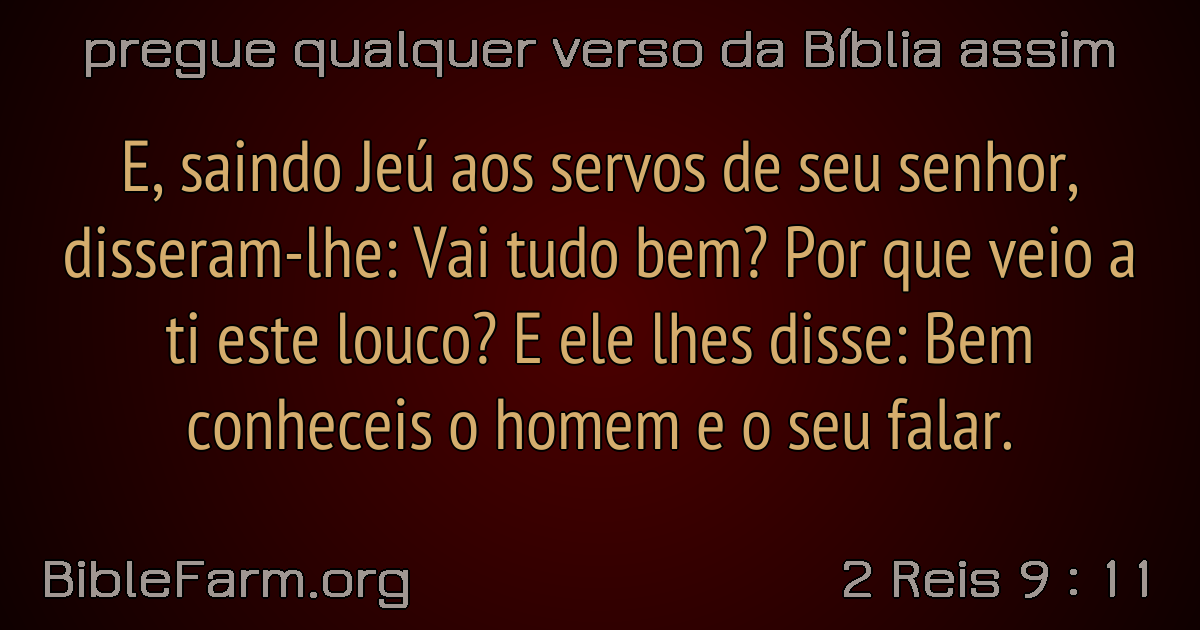 pregue qualquer verso da Bíblia assim
E, saindo Jeú aos servos de seu senhor,
disseram-lhe: Vai tudo bem? Por que veio a
ti este louco? E ele lhes disse: Bem
conheceis o homem e o seu falar.
BibleFarm.org
2 Reis 9 : 11